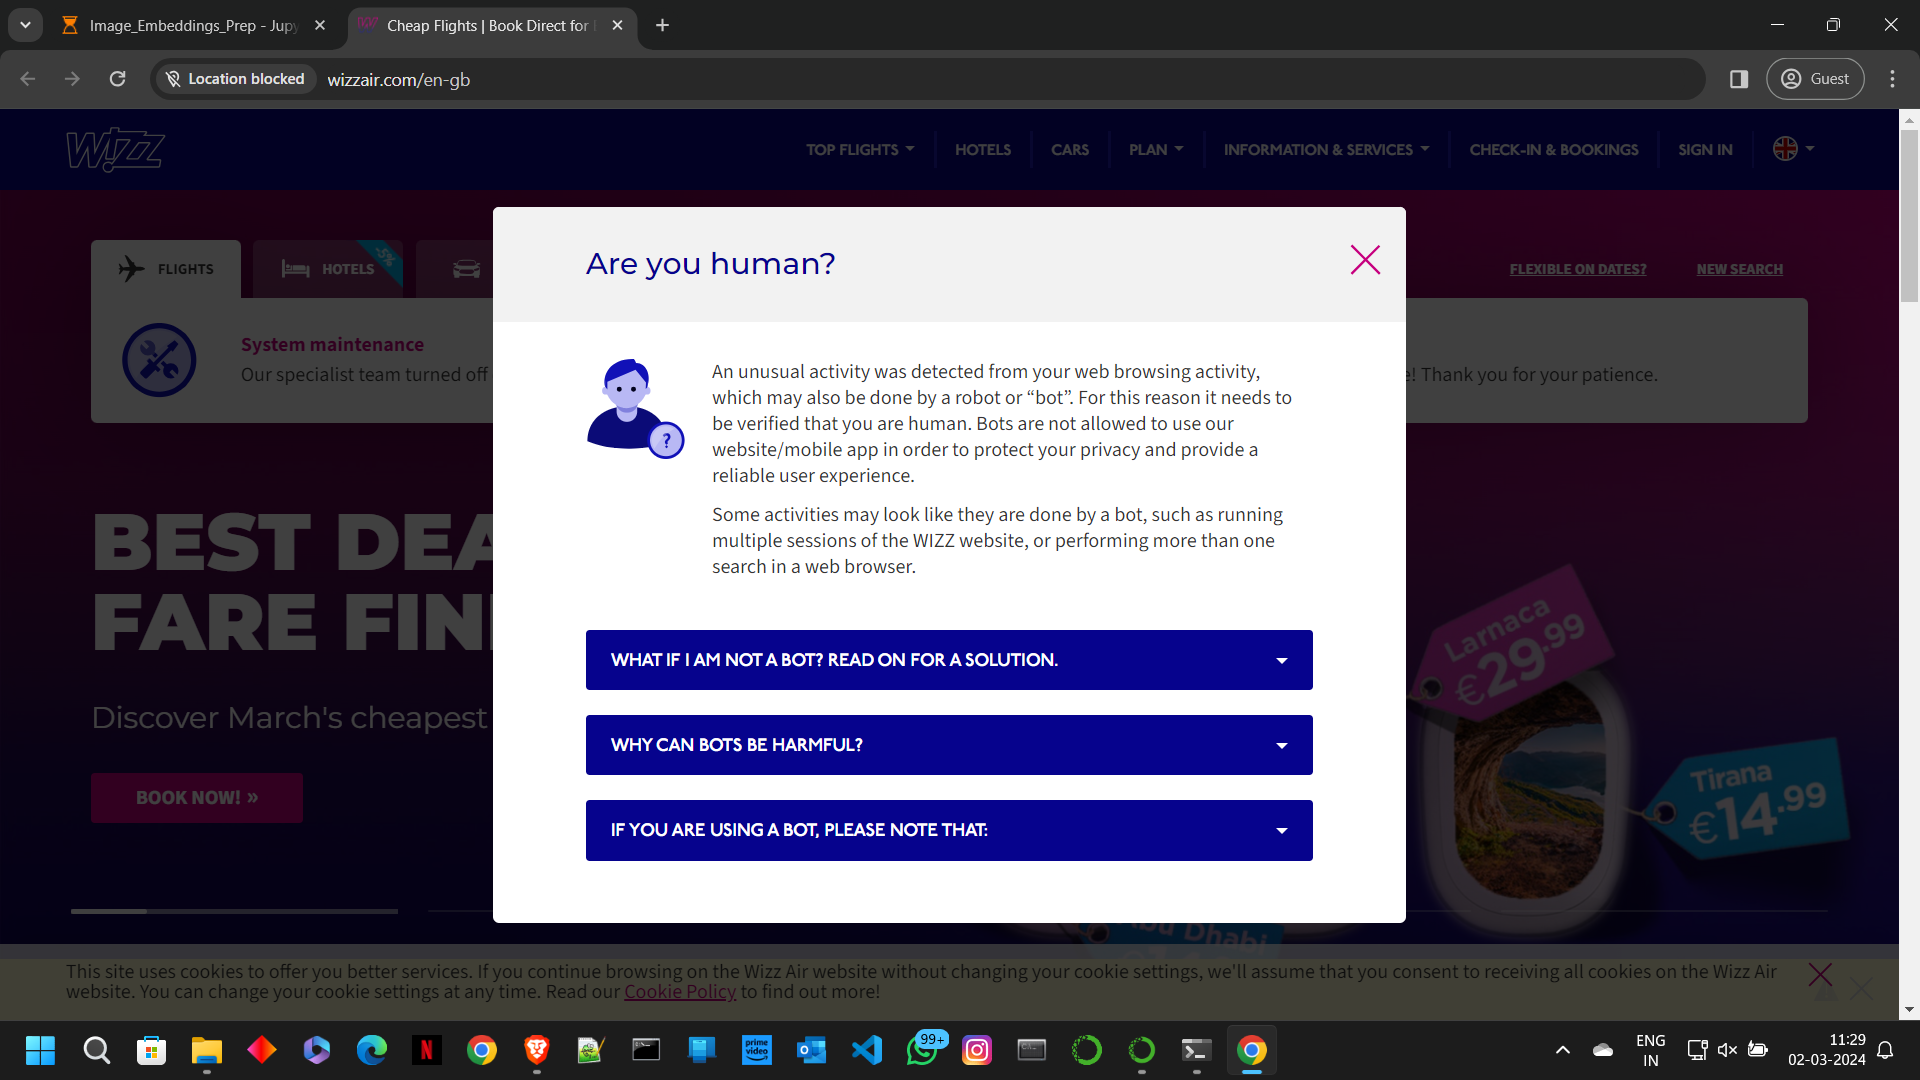 Image_Embeddings_Prep - Jup
Cheap Flights | Book Direct for
Location blocked
wizzair.com/en-gb
Guest
WIZZ
TOP FLIGHTS
HOTELS
CARS
PLAN
INFORMATION & SERVICES
CHECK-IN & BOOKINGS
SIGN IN
FLIGHTS
HOTELS
-5%
FLEXIBLE ON DATES?
NEW SEARCH
System maintenance
Our specialist team turned off
e! Thank you for your patience.
Are you human?
An unusual activity was detected from your web browsing activity,
which may also be done by a robot or “bot”. For this reason it needs to
be verified that you are human. Bots are not allowed to use our
website/mobile app in order to protect your privacy and provide a
reliable user experience.
?
Some activities may look like they are done by a bot, such as running
multiple sessions of the WIZZ website, or performing more than one
search in a web browser.
WHAT IF I AM NOT A BOT? READ ON FOR A SOLUTION.
WHY CAN BOTS BE HARMFUL?
IF YOU ARE USING A BOT, PLEASE NOTE THAT:
BEST DEA
FARE FIN
Discover March's cheapest
BOOK NOW! »
Larnaca
€29.99
Tirana
€14.99
Abu Dhabi
This site uses cookies to offer you better services. If you continue browsing on the Wizz Air website without changing your cookie settings, we'll assume that you consent to receiving all cookies on the Wizz Air
website. You can change your cookie settings at any time. Read our Cookie Policy to find out more!
N
prime
video
99+
ENG
IN
11:29
02-03-2024